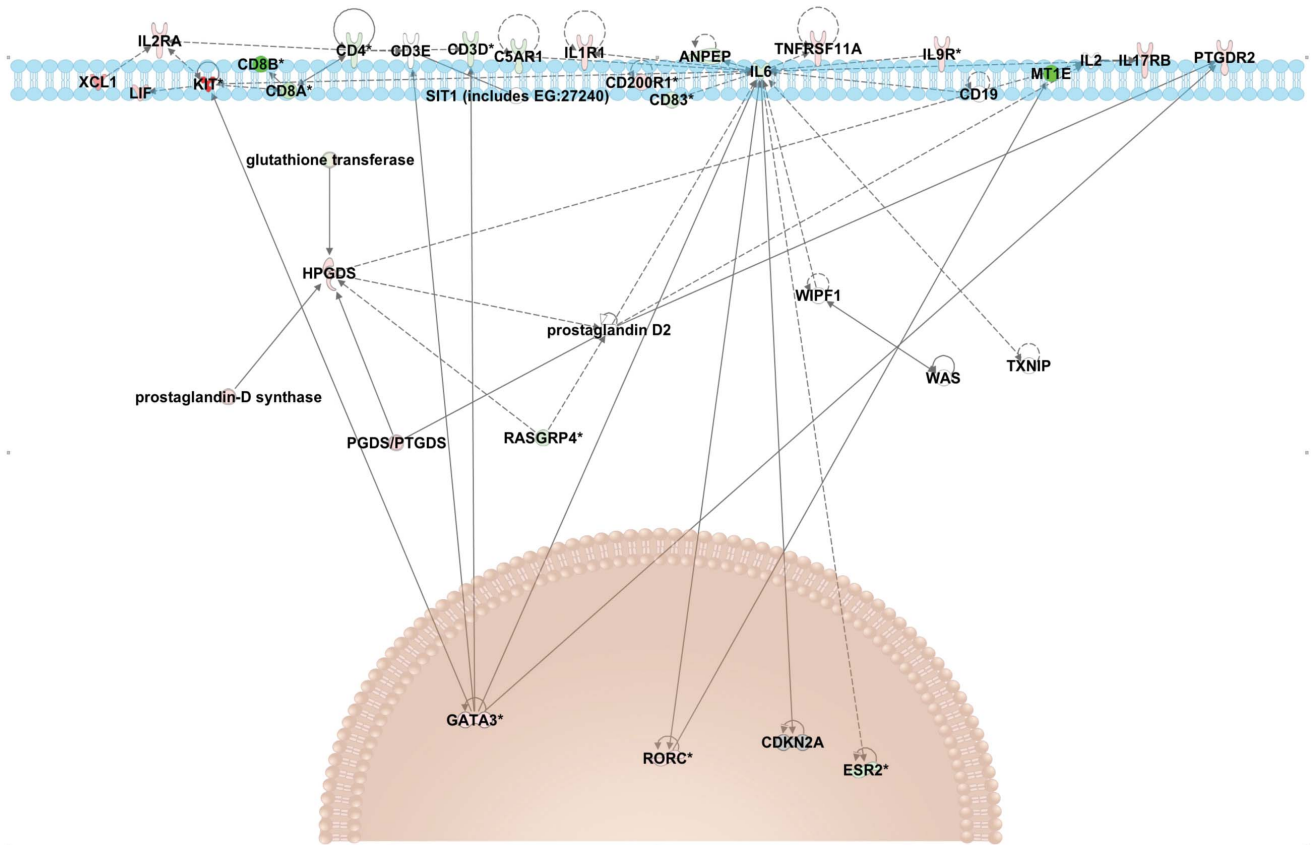 IL2RA
CD4*
CD3E
CD3D*
C5AR1
IL1R1
ANPEP
TNFRSF11A
IL9R*
IL2
IL17RB
PTGDR2
XCL1
LIF
KIT*
CD8B*
CD8A*
SIT1 (includes EG:27240)
CD200R1*
CD83*
IL6
CD19
MT1E
glutathione transferase
HPGDS
WIPF1
prostaglandin D2
WAS
TXNIP
prostaglandin-D synthase
PGDS/PTGDS
RASGRP4*
GATA3*
RORC*
CDKN2A
ESR2*